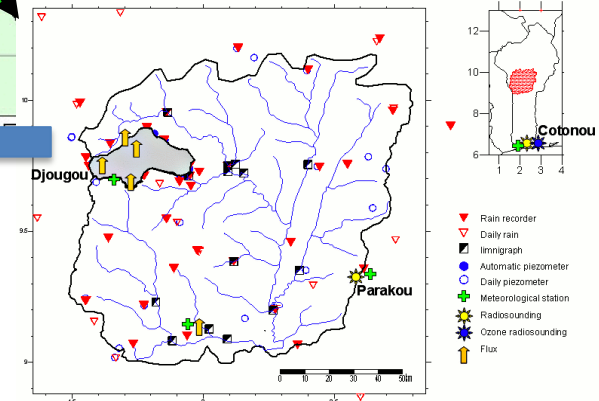 12
10
8
6
1 2 3 4
Cotonou
10
Djougou
9.5
Parakou
9
0 10 20 30 40 50km
Rain recorder
Daily rain
limnigraph
Automatic piezometer
Daily piezometer
Meteorological station
Radiosounding
Ozone radiosounding
Flux